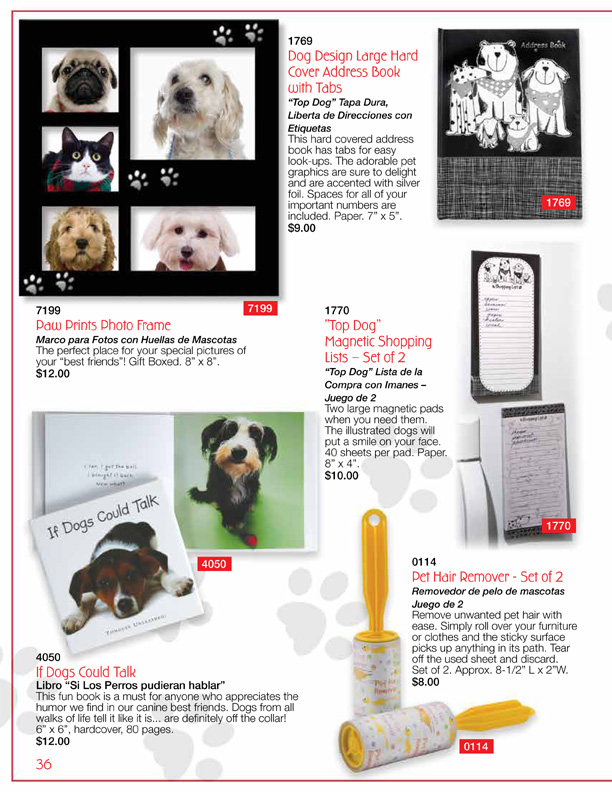 1769
Dog Design Large Hard
Cover Address Book
with Tabs
“Top Dog” Tapa Dura,
Liberta de Direcciones con
Etiquetas
This hard covered address
book has tabs for easy
look-ups. The adorable pet
graphics are sure to delight
and are accented with silver
foil. Spaces for all of your
important numbers are
included. Paper. 7” x 5”.
$9.00
Address Book
1769
7199
7199
Paw Prints Photo Frame
Marco para Fotos con Huellas de Mascotas
The perfect place for your special pictures of
your “best friends”! Gift Boxed. 8” x 8”.
$12.00
1770
“Top Dog”
Magnetic Shopping
Lists – Set of 2
“Top Dog” Lista de la
Compra con Imanes –
Juego de 2
Two large magnetic pads
when you need them.
The illustrated dogs will
put a smile on your face.
40 sheets per pad. Paper.
8” x 4”.
$10.00
Shopping List
Shopping List
1770
I ran, I got the ball,
I brought it back.
Now what?
If Dogs Could Talk
4050
4050
If Dogs Could Talk
Libro “Si Los Perros pudieran hablar”
This fun book is a must for anyone who appreciates the
humor we find in our canine best friends. Dogs from all
walks of life tell it like it is... are definitely off the collar!
6” x 6”, hardcover, 80 pages.
$12.00
0114
Pet Hair Remover - Set of 2
Removedor de pelo de mascotas
Juego de 2
Remove unwanted pet hair with
ease. Simply roll over your furniture
or clothes and the sticky surface
picks up anything in its path. Tear
off the used sheet and discard.
Set of 2. Approx. 8-1/2” L x 2”W.
$8.00
Pet Hair
Remover
0114
36